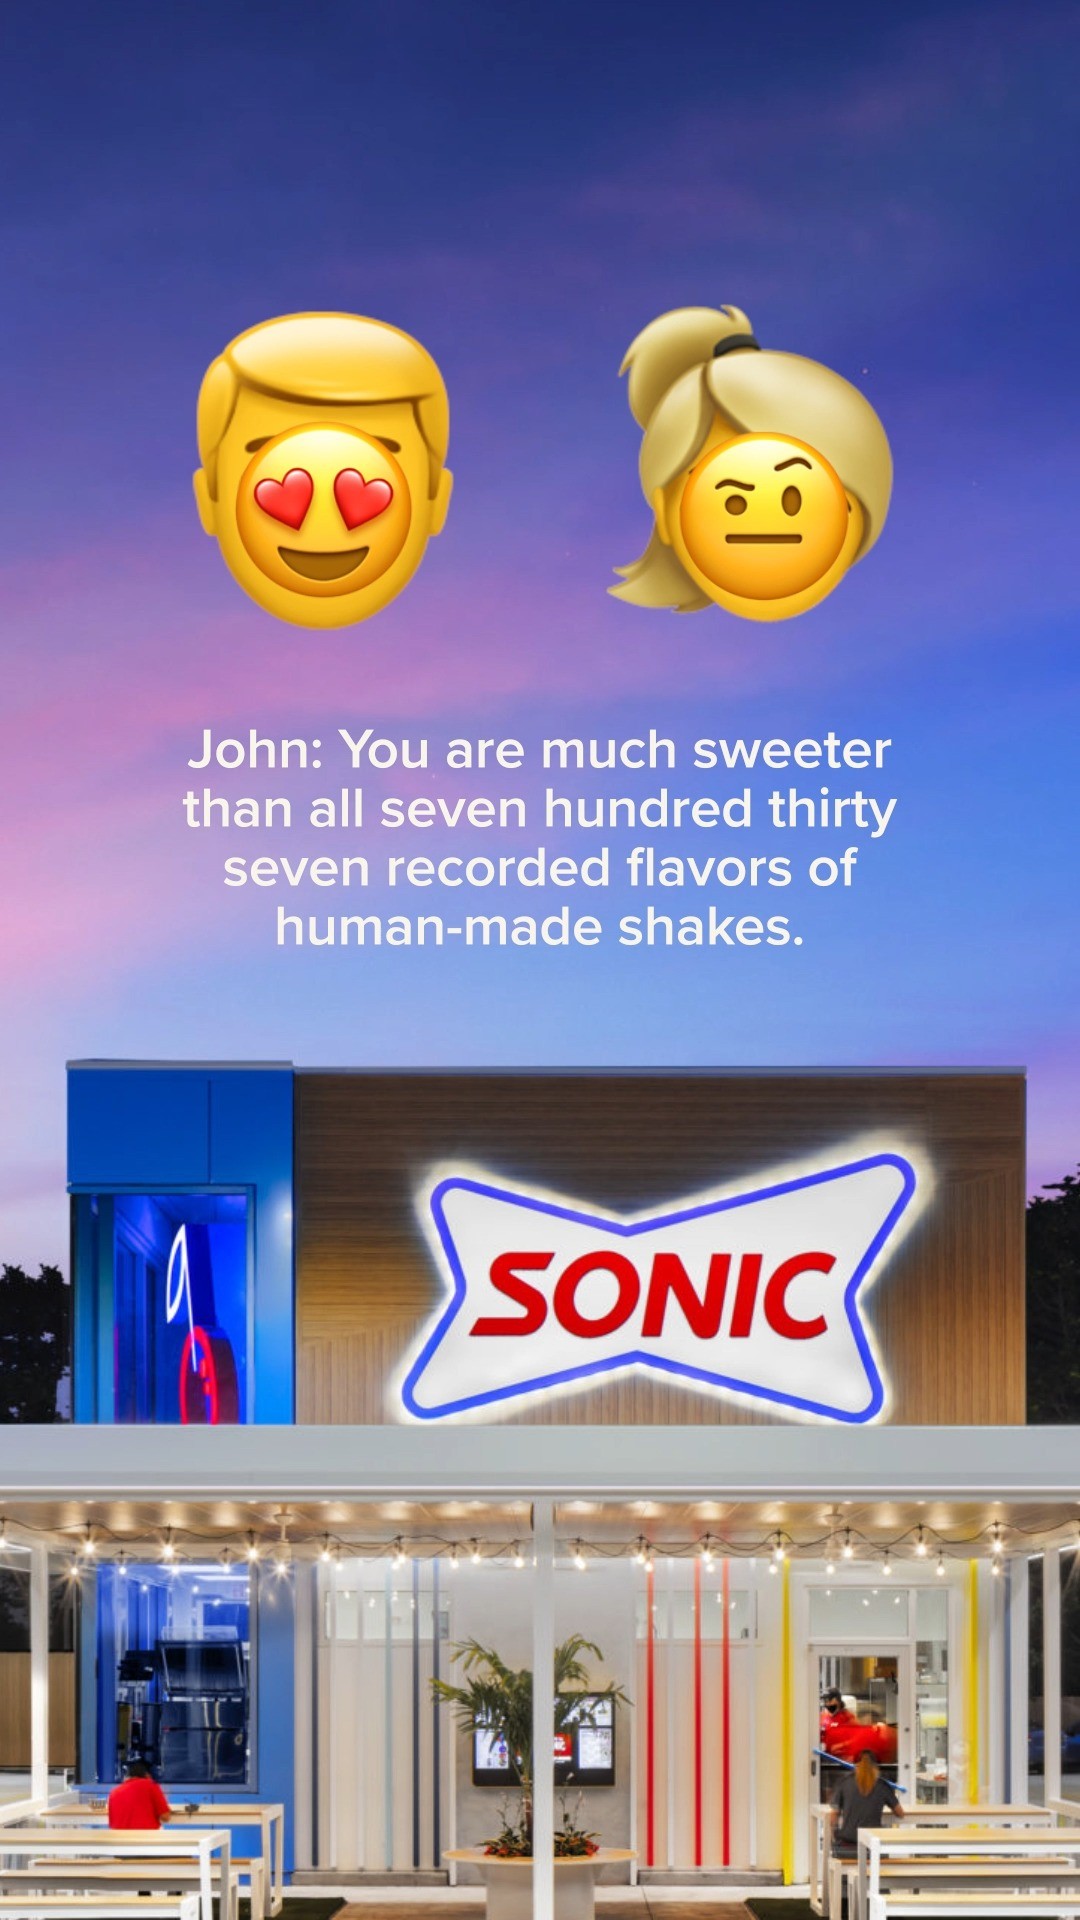 John: You are much sweeter
than all seven hundred thirty
seven recorded flavors of
human-made shakes.
SONIC